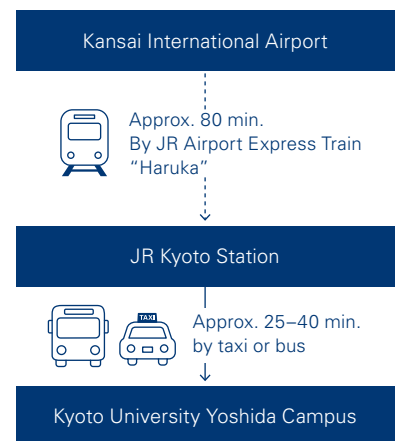 Kansai International Airport
Approx. 80 min.
By JR Airport Express Train
“Haruka”
JR Kyoto Station
TAXI
Approx. 25–40 min.
by taxi or bus
Kyoto University Yoshida Campus